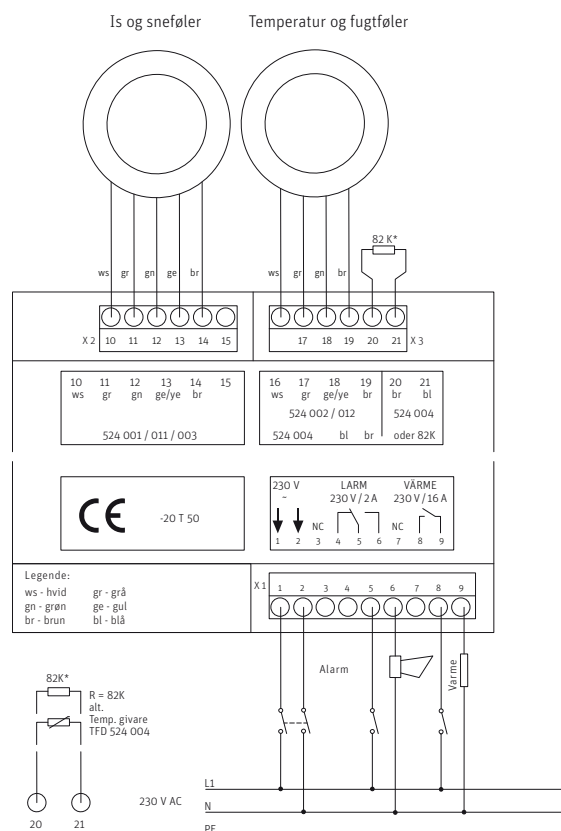 Is og sneføler
Temperatur og fugtføler
82 K*
ws gr gn ge br
ws gr gn br
X 2 10 11 12 13 14 15
17 18 19 20 21 X 3
10 11 12 13 14 15
ws gr gn ge/ye br
524 001 / 011 / 003
16 17 18 19 20 21
ws gr ge/ye br br bl
524 002 / 012 524 004
524 004 bl br oder 82K
CE
-20 T 50
230 V LARM VÄRME
~ 230 V / 2 A 230 V / 16 A
NC NC
1 2 3 4 5 6 7 8 9
Legende:
ws - hvid gr - grå
gn - grøn ge - gul
br - brun bl - blå
X 1 1 2 3 4 5 6 7 8 9
Alarm
Varme
82K*
R = 82K
alt.
Temp. givare
TFD 524 004
20 21
230 V AC
L1
N
PE